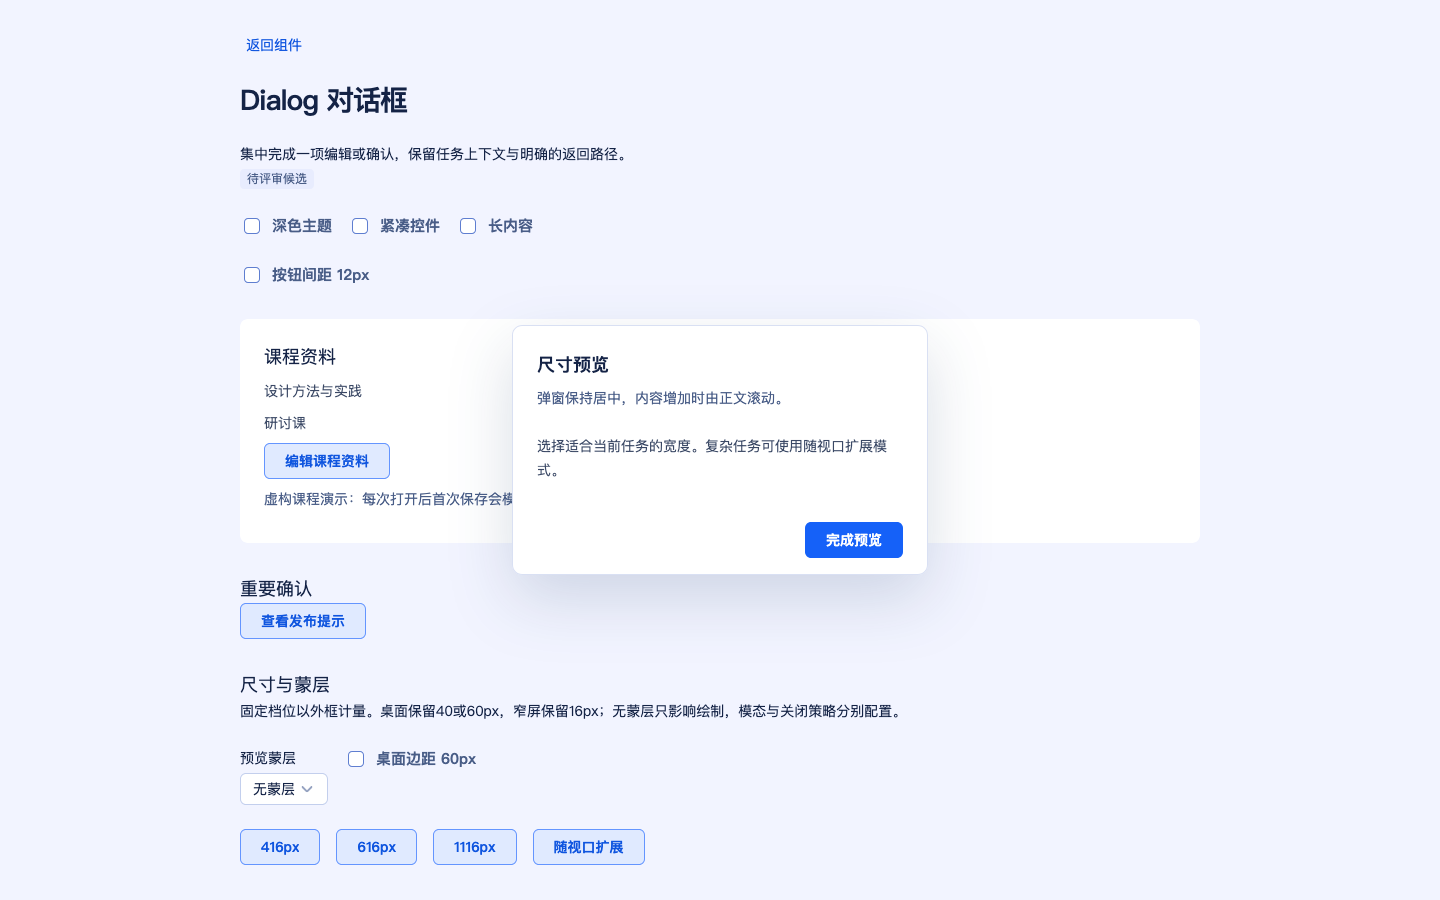 返回组件
Dialog 对话框
集中完成一项编辑或确认，保留任务上下文与明确的返回路径。
待评审候选
深色主题
紧凑控件
长内容
按钮间距 12px
课程资料
设计方法与实践
研讨课
编辑课程资料
虚构课程演示：每次打开后首次保存会模
尺寸预览
弹窗保持居中，内容增加时由正文滚动。
选择适合当前任务的宽度。复杂任务可使用随视口扩展模
式。
完成预览
重要确认
查看发布提示
尺寸与蒙层
固定档位以外框计量。桌面保留40或60px，窄屏保留16px；无蒙层只影响绘制，模态与关闭策略分别配置。
预览蒙层
桌面边距 60px
无蒙层
416px
616px
1116px
随视口扩展